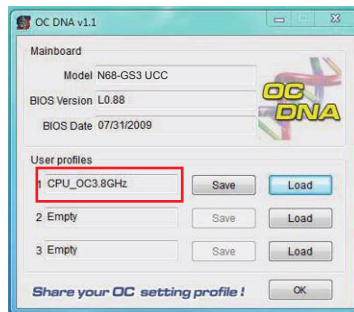 OC DNA v1.1
Mainboard
Model N68-GS3 UCC
BIOS Version L0.88
BIOS Date 07/31/2009
OC DNA
User profiles
1 CPU_OC3.8GHz Save Load
2 Empty Save Load
3 Empty Save Load
Share your OC setting profile! OK